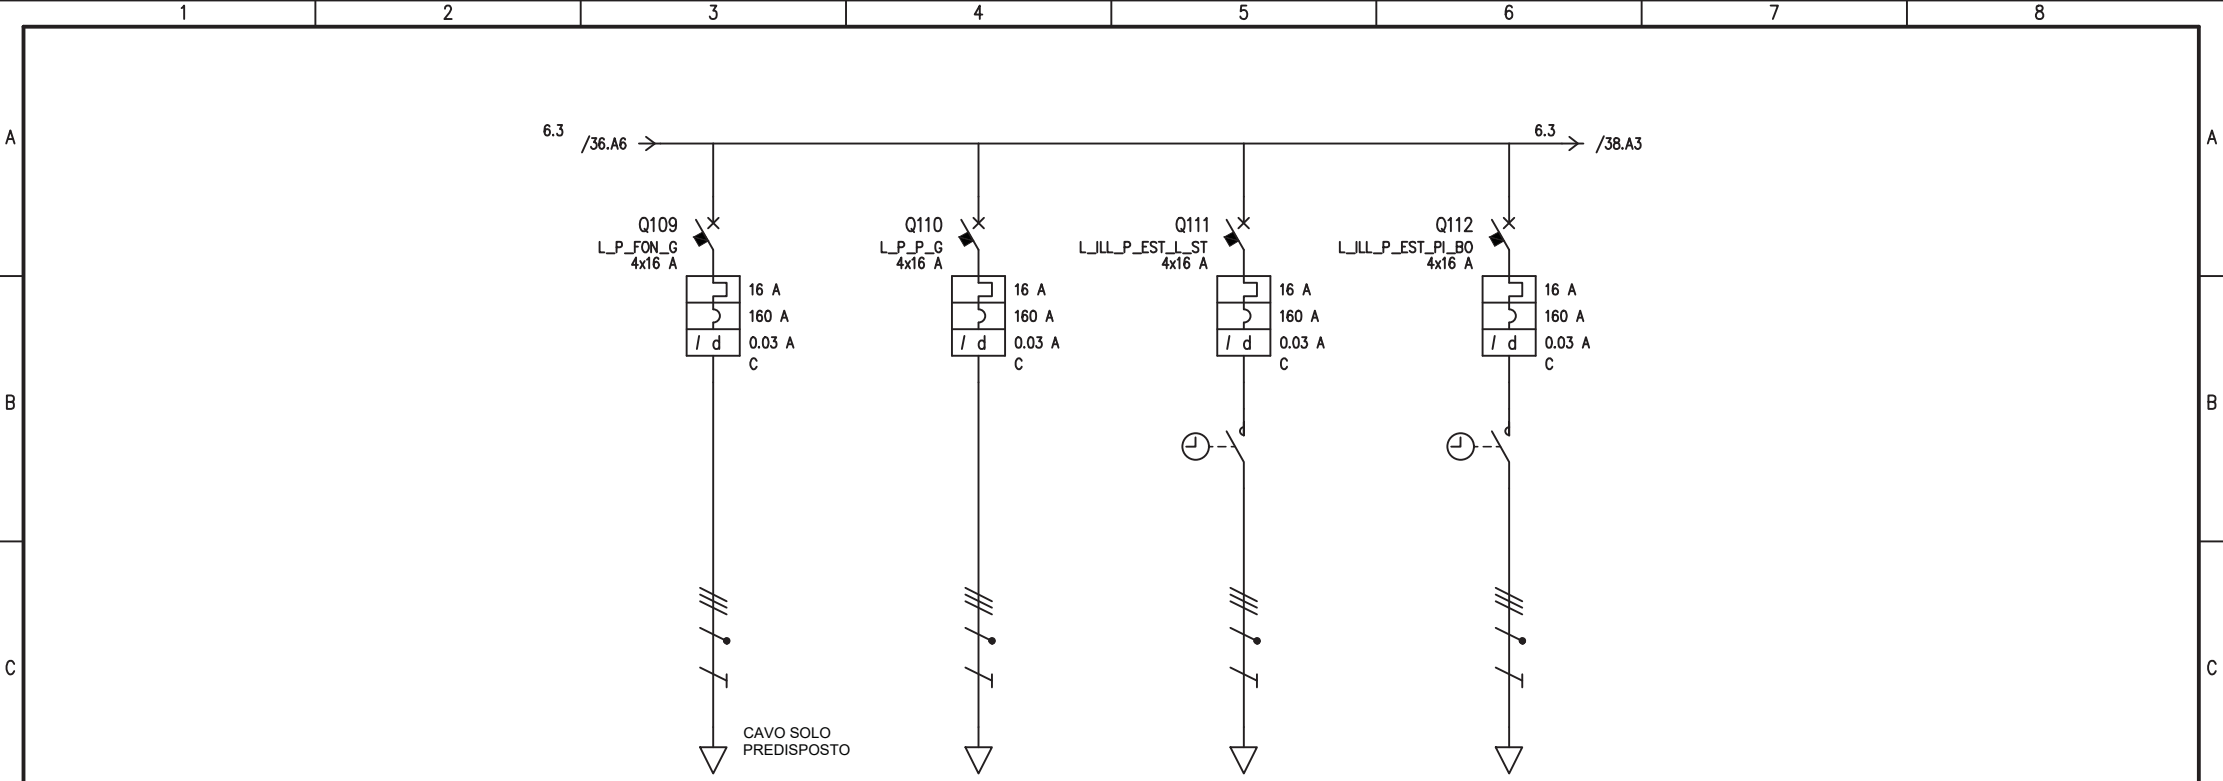 1 2 3 4 5 6 7 8
A A
6.3 /36.A6 6.3 /38.A3
Q109 Q110 Q111 Q112
L_P_FON_G L_P_P_G L_ILL_P_EST_L_ST L_ILL_P_EST_PI_BO
4x16 A 4x16 A 4x16 A 4x16 A
16 A 16 A 16 A 16 A
160 A 160 A 160 A 160 A
I d 0.03 A I d 0.03 A I d 0.03 A I d 0.03 A
C C C C
B B
C C
CAVO SOLO
PREDISPOSTO